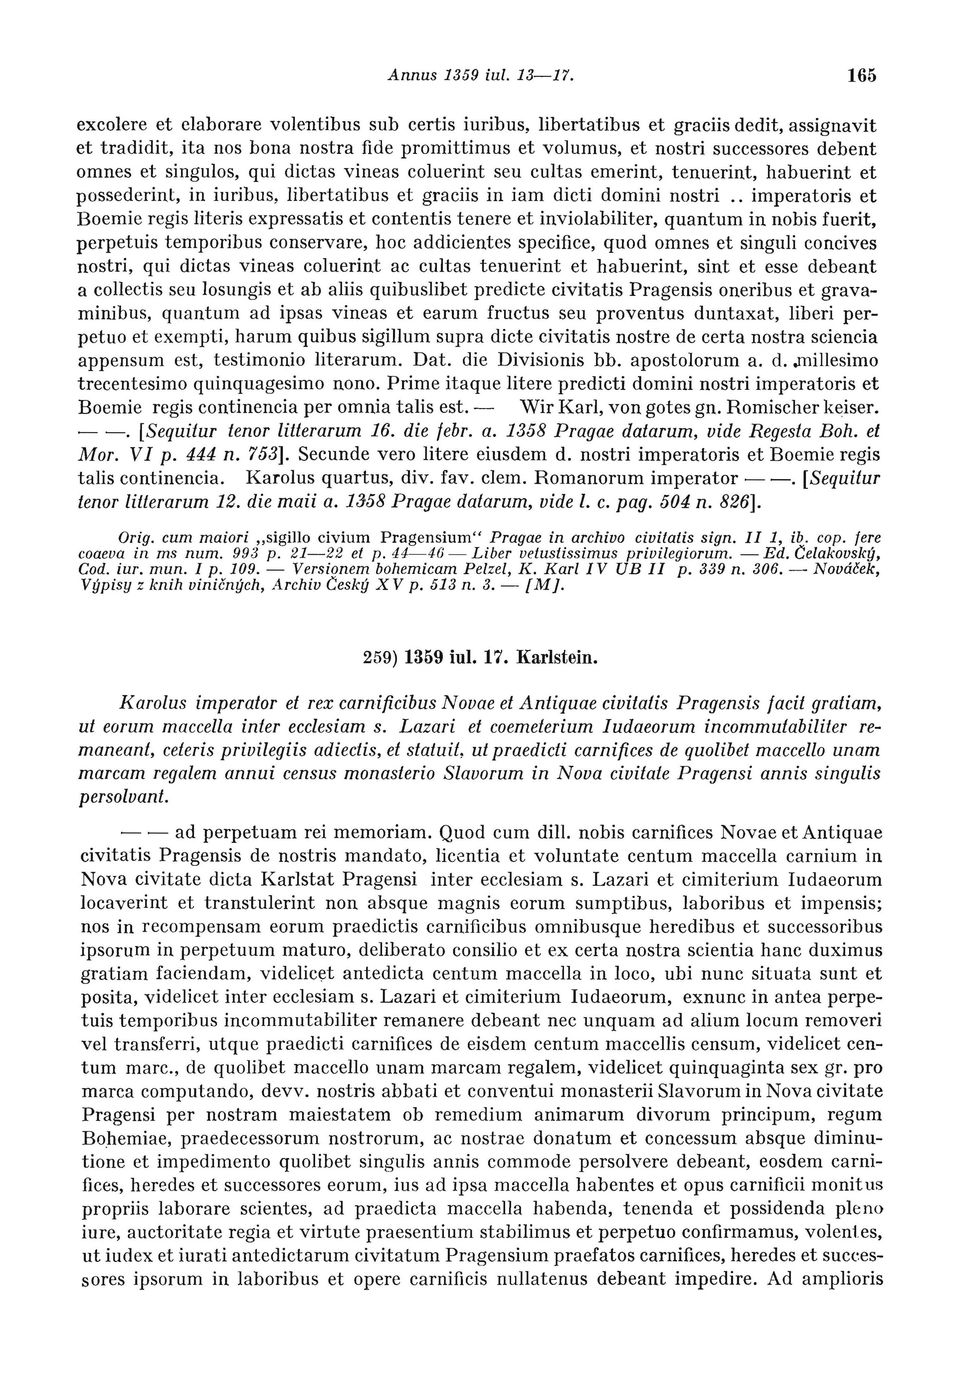 Annus 1359 iul. 13—17. 165
excolere et elaborare volentibus sub certis iuribus, libertatibus et graciis dedit, assignavit
et tradidit, ita nos bona nostra fide promittimus et volumus, et nostri successores debent
omnes et singulos, qui dictas vineas coluerint seu cultas emerint, tenuerint, habuerint et
possederint, in iuribus, libertatibus et graciis in iam dicti domini nostri .. imperatoris et
Boemie regis literis expressatis et contentis tenere et inviolabiliter, quantum in nobis fuerit,
perpetuis temporibus conservare, hoc addicientes specifice, quod omnes et singuli concives
nostri, qui dictas vineas coluerint ac cultas tenuerint et habuerint, sint et esse debeant
a collectis seu losungis et ab aliis quibuslibet predicte civitatis Pragensis oneribus et grava-
minibus, quantum ad ipsas vineas et earum fructus seu proventus duntaxat, liberi per-
petuo et exempti, harum quibus sigillum supra dicte civitatis nostre de certa nostra sciencia
appensum est, testimonio literarum. Dat. die Divisionis bb. apostolorum a. d. millesimo
trecentesimo quinquagesimo nono. Prime itaque litere predicti domini nostri imperatoris et
Boemie regis continencia per omnia talis est. — Wir Karl, von gotes gn. Romischer keiser.
— —. [Sequitur tenor litterarum 16. die febr. a. 1358 Pragae datarum, vide Regesta Boh. et
Mor. VI p. 444 n. 753]. Secunde vero litere eiusdem d. nostri imperatoris et Boemie regis
talis continencia. Karolus quartus, div. fav. clem. Romanorum imperator — —. [Sequitur
tenor litterarum 12. die maii a. 1358 Pragae datarum, vide l. c. pag. 504 n. 826].
Orig. cum maiori „sigillo civium Pragensium“ Pragae in archivo civitatis sign. II 1, ib. cop. fere
coaeva in ms num. 993 p. 21—22 et p. 44—46 — Liber vetustissimus privilegiorum. — Ed. Čelakovský,
Cod. iur. mun. I p. 109. — Versionem bohemicam Pelzel, K. Karl IV UB II p. 339 n. 306. — Nováček,
Výpisy z knih viničných, Archiv Český XV p. 513 n. 3. — [M].
259) 1359 iul. 17. Karlstein.
Karolus imperator et rex carnificibus Novae et Antiquae civitatis Pragensis facit gratiam,
ut eorum maccella inter ecclesiam s. Lazari et coemeterium Iudaeorum incommutabiliter re-
maneant, ceteris privilegiis adiectis, et statuit, ut praedicti carnifices de quolibet maccello unam
marcam regalem annui census monasterio Slavorum in Nova civitate Pragensi annis singulis
persolvant.
— — ad perpetuam rei memoriam. Quod cum dill. nobis carnifices Novae et Antiquae
civitatis Pragensis de nostris mandato, licentia et voluntate centum maccella carnium in
Nova civitate dicta Karlstat Pragensi inter ecclesiam s. Lazari et cimiterium Iudaeorum
locaverint et transtulerint non absque magnis eorum sumptibus, laboribus et impensis;
nos in recompensam eorum praedictis carnificibus omnibusque heredibus et successoribus
ipsorum in perpetuum maturo, deliberato consilio et ex certa nostra scientia hanc duximus
gratiam faciendam, videlicet antedicta centum maccella in loco, ubi nunc situata sunt et
posita, videlicet inter ecclesiam s. Lazari et cimiterium Iudaeorum, exnunc in antea perpe-
tuis temporibus incommutabiliter remanere debeant nec unquam ad alium locum removeri
vel transferri, utque praedicti carnifices de eisdem centum maccellis censum, videlicet cen-
tum marc., de quolibet maccello unam marcam regalem, videlicet quinquaginta sex gr. pro
marca computando, devv. nostris abbati et conventui monasterii Slavorum in Nova civitate
Pragensi per nostram maiestatem ob remedium animarum divorum principum, regum
Bohemiae, praedecessorum nostrorum, ac nostrae donatum et concessum absque diminu-
tione et impedimento quolibet singulis annis commode persolvere debeant, eosdem carni-
fices, heredes et successores eorum, ius ad ipsa maccella habentes et opus carnificii monitus
propriis laborare scientes, ad praedicta maccella habenda, tenenda et possidenda pleno
iure, auctoritate regia et virtute praesentium stabilimus et perpetuo confirmamus, volentes,
ut iudex et iurati antedictarum civitatum Pragensium praefatos carnifices, heredes et succes-
sores ipsorum in laboribus et opere carnificis nullatenus debeant impedire. Ad amplioris